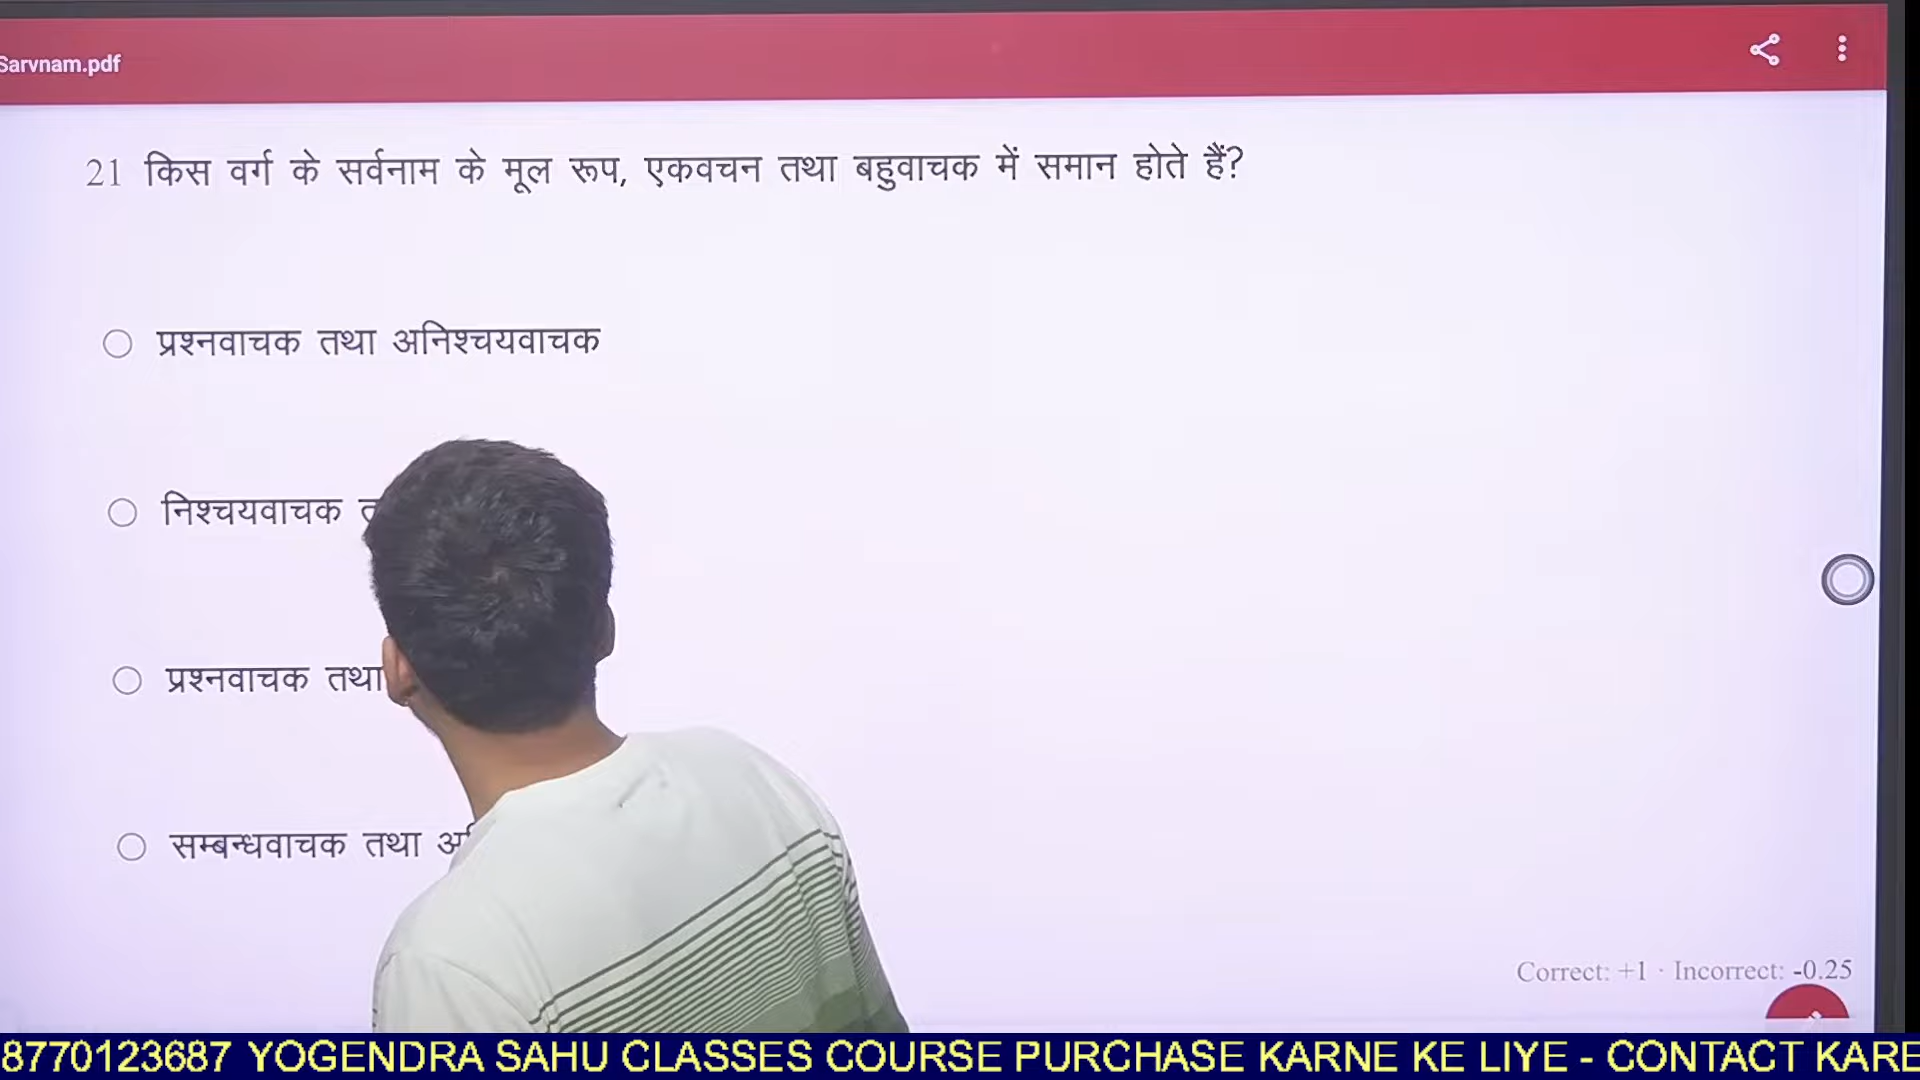 Sarvnam.pdf
21 किस वर्ग के सर्वनाम के मूल रूप, एकवचन तथा बहुवाचक में समान होते हैं?
प्रश्नवाचक तथा अनिश्चयवाचक
निश्चयवाचक
प्रश्नवाचक तथा
सम्बन्धवाचक तथा
Correct: +1 · Incorrect: -0.25
8770123687 YOGENDRA SAHU CLASSES COURSE PURCHASE KARNE KE LIYE - CONTACT KARE